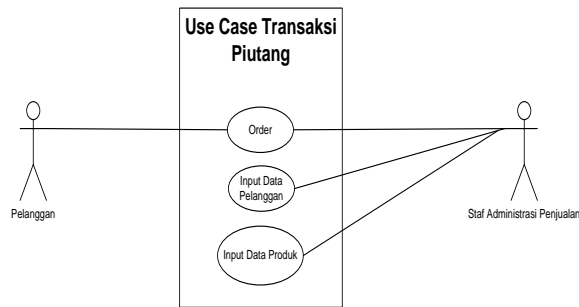 Use Case Transaksi
Piutang
Order
Input Data
Pelanggan
Input Data Produk
Pelanggan
Staf Administrasi Penjualan